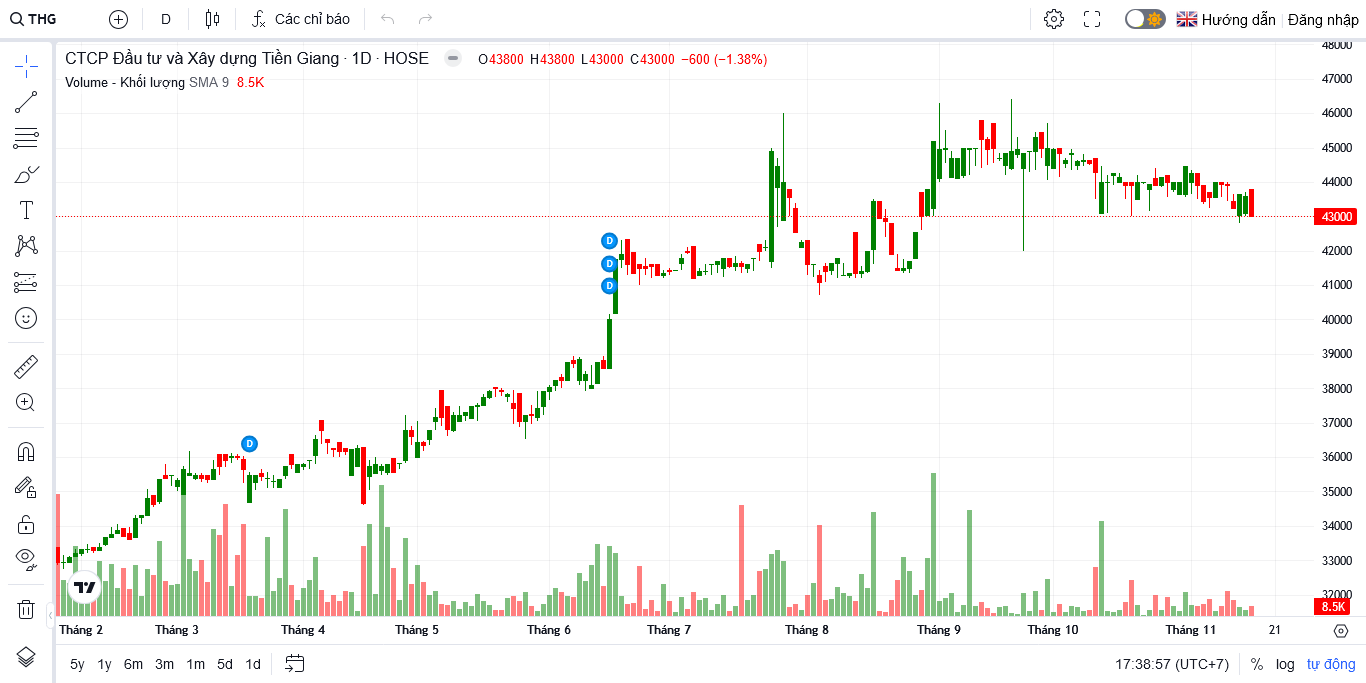 THG D Các chỉ báo Hướng dẫn Đăng nhập
CTCP Đầu tư và Xây dựng Tiền Giang · 1D · HOSE O43800 H43800 L43000 C43000 −600 (−1.38%)
Volume - Khối lượng SMA 9 8.5K
48000
47000
46000
45000
44000
43000
42000
41000
40000
39000
38000
37000
36000
35000
34000
33000
32000
8.5K
D
D
D
D
Tháng 2 Tháng 3 Tháng 4 Tháng 5 Tháng 6 Tháng 7 Tháng 8 Tháng 9 Tháng 10 Tháng 11 21
5y 1y 6m 3m 1m 5d 1d 17:38:57 (UTC+7) % log tự động